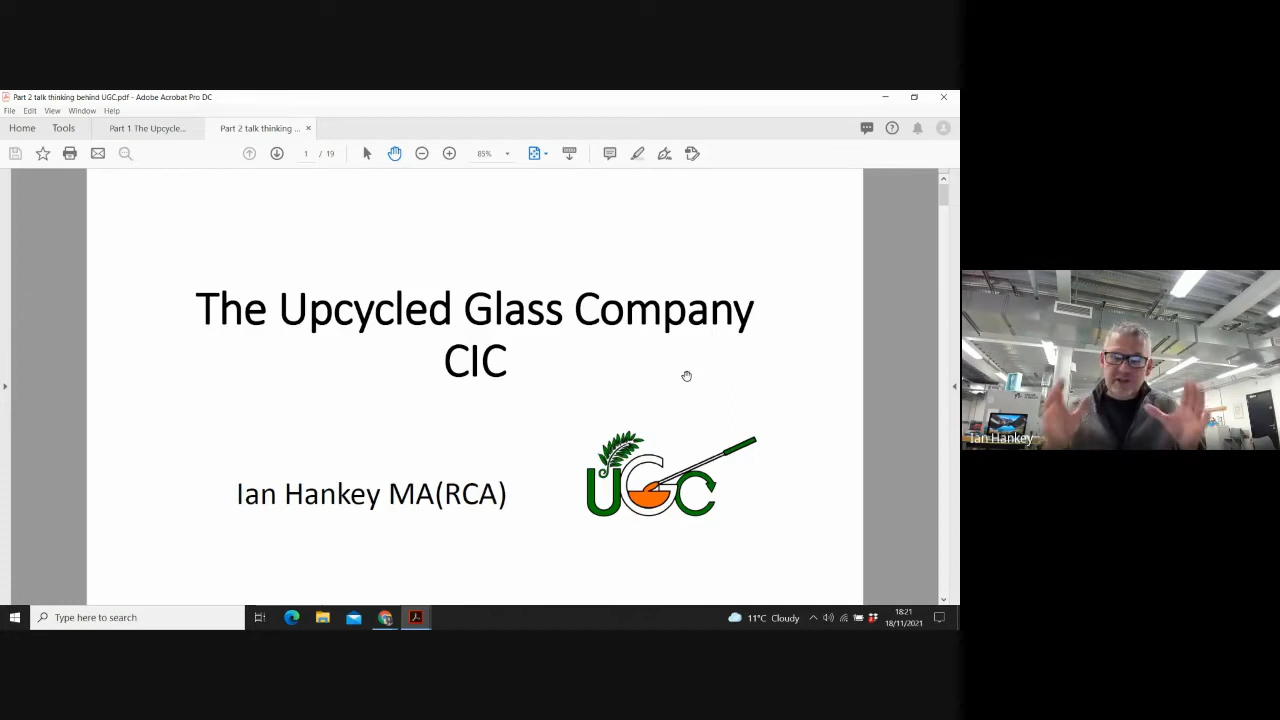 Part 2 talk thinking behind UGC.pdf - Adobe Acrobat Pro DC
File Edit View Window Help
Home Tools Part 1 The Upcycle... Part 2 talk thinking ...
1 / 19 85%
The Upcycled Glass Company
CIC
Ian Hankey MA(RCA)
UGC
Ian Hankey
Type here to search
11°C Cloudy
18:21
18/11/2021